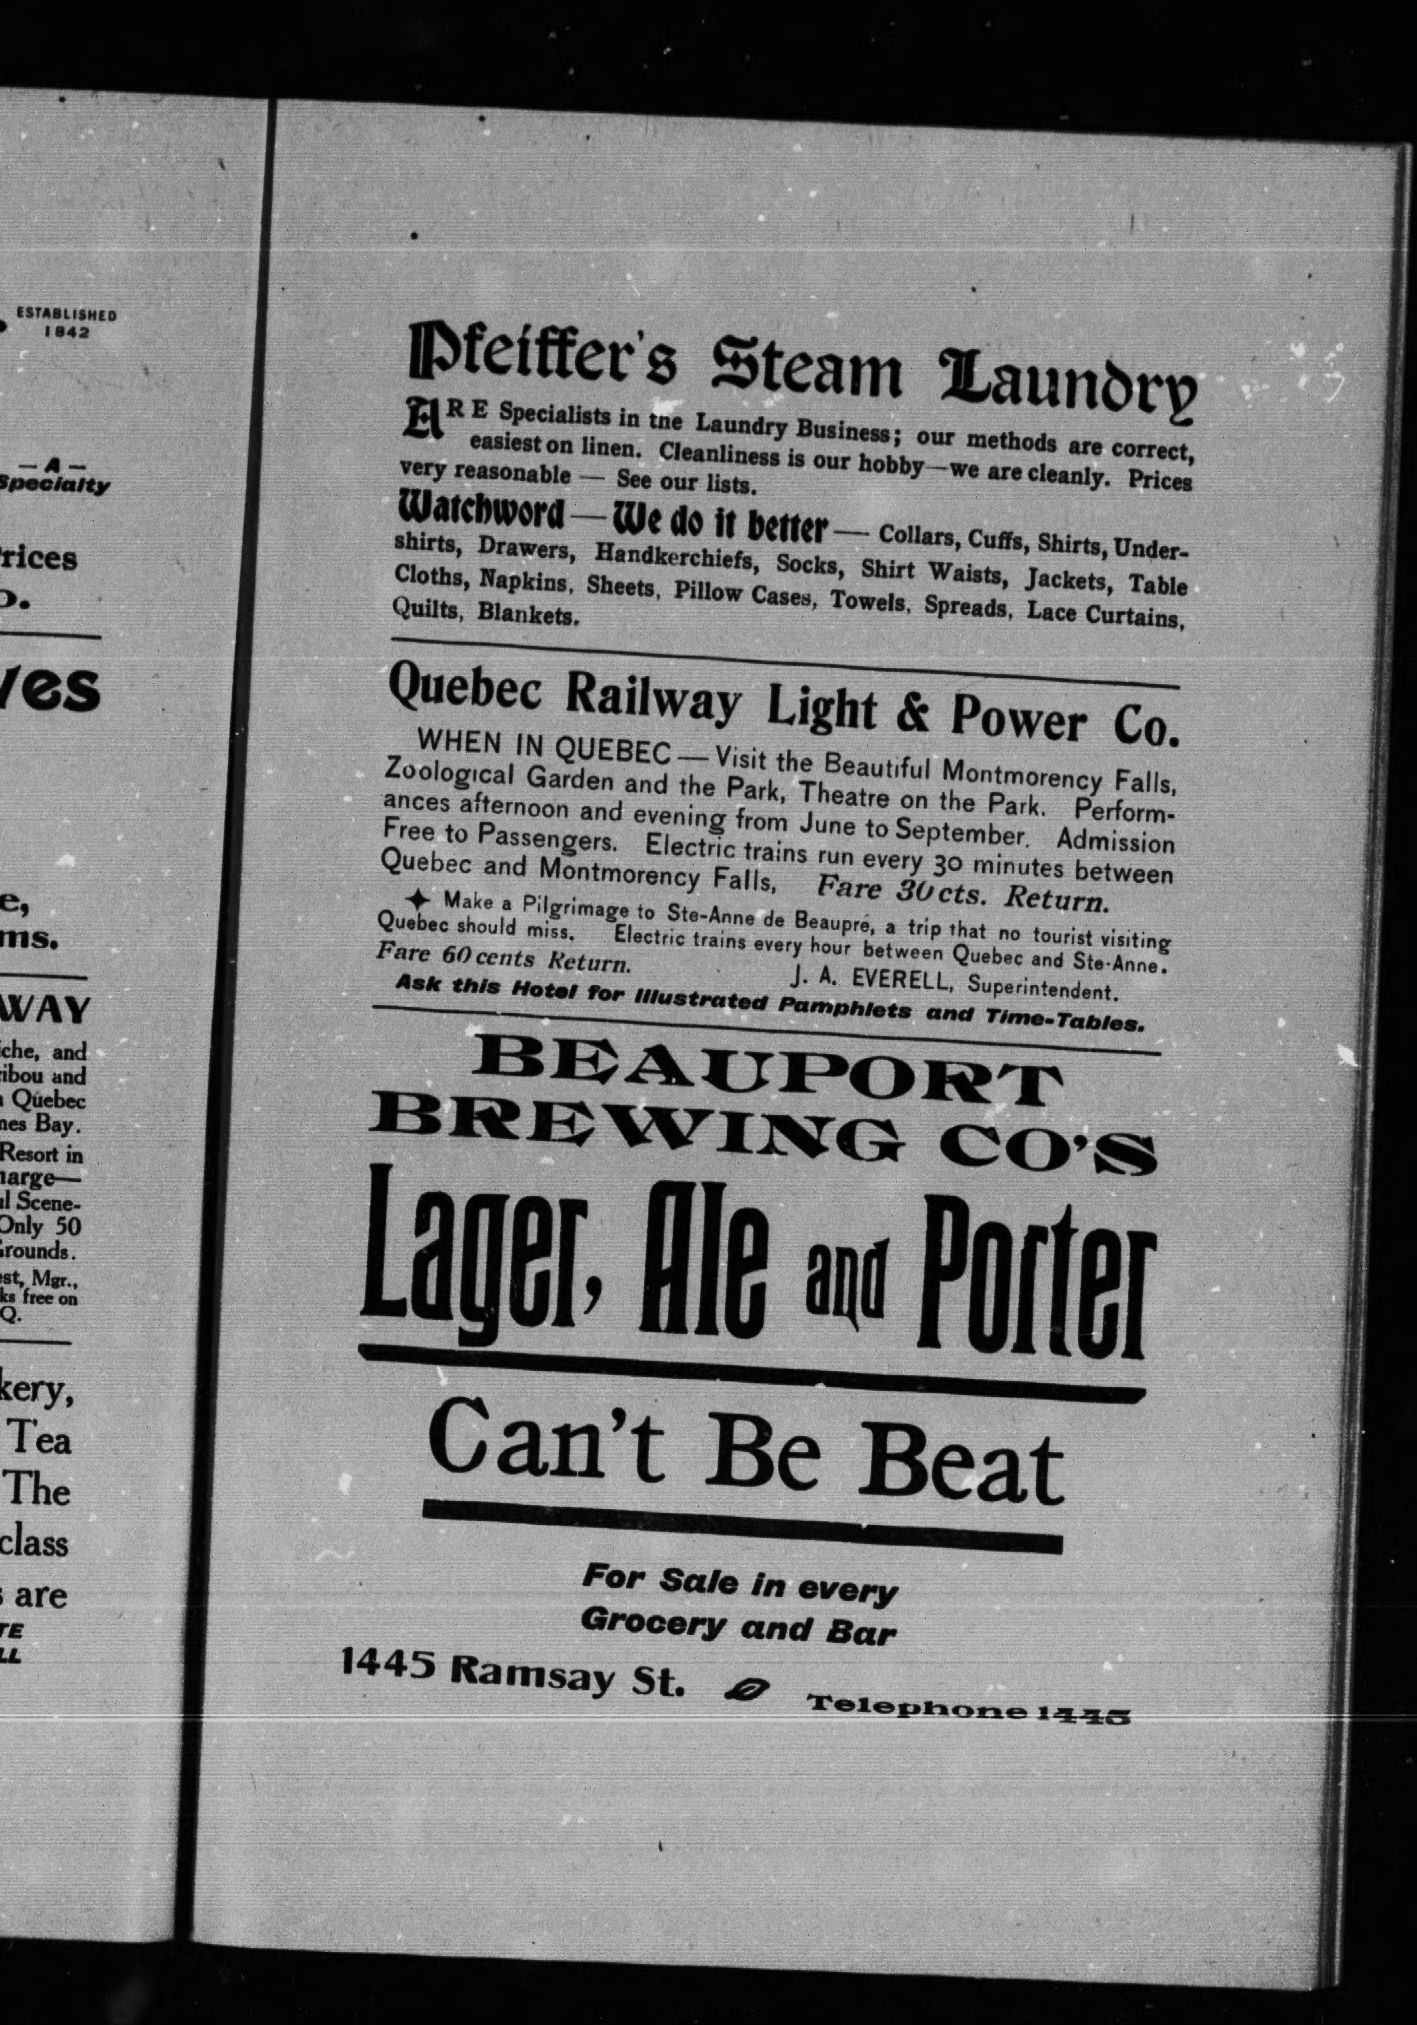 ESTABLISHED
1842
— A —
Specialty
rices
o.
ves
e,
ms.
WAY
iche, and
ribou and
Quebec
mes Bay.
Resort in
harge—
ul Scene-
Only 50
Grounds.
est, Mgr.,
ks free on
Q.
kery,
Tea
The
class
s are
TE
LL
Pfeiffer's Steam Laundry
ARE Specialists in the Laundry Business; our methods are correct,
easiest on linen. Cleanliness is our hobby—we are cleanly. Prices
very reasonable — See our lists.
Watchword — We do it better — Collars, Cuffs, Shirts, Under-
shirts, Drawers, Handkerchiefs, Socks, Shirt Waists, Jackets, Table
Cloths, Napkins, Sheets, Pillow Cases, Towels, Spreads, Lace Curtains,
Quilts, Blankets.
Quebec Railway Light & Power Co.
WHEN IN QUEBEC — Visit the Beautiful Montmorency Falls,
Zoological Garden and the Park, Theatre on the Park. Perform-
ances afternoon and evening from June to September. Admission
Free to Passengers. Electric trains run every 30 minutes between
Quebec and Montmorency Falls, Fare 30 cts. Return.
Make a Pilgrimage to Ste-Anne de Beaupré, a trip that no tourist visiting
Quebec should miss. Electric trains every hour between Quebec and Ste-Anne.
Fare 60 cents Return. J. A. EVERELL, Superintendent.
Ask this Hotel for Illustrated Pamphlets and Time-Tables.
BEAUPORT
BREWING CO'S
Lager, Ale and Porter
Can't Be Beat
For Sale in every
Grocery and Bar
1445 Ramsay St. Telephone 1445